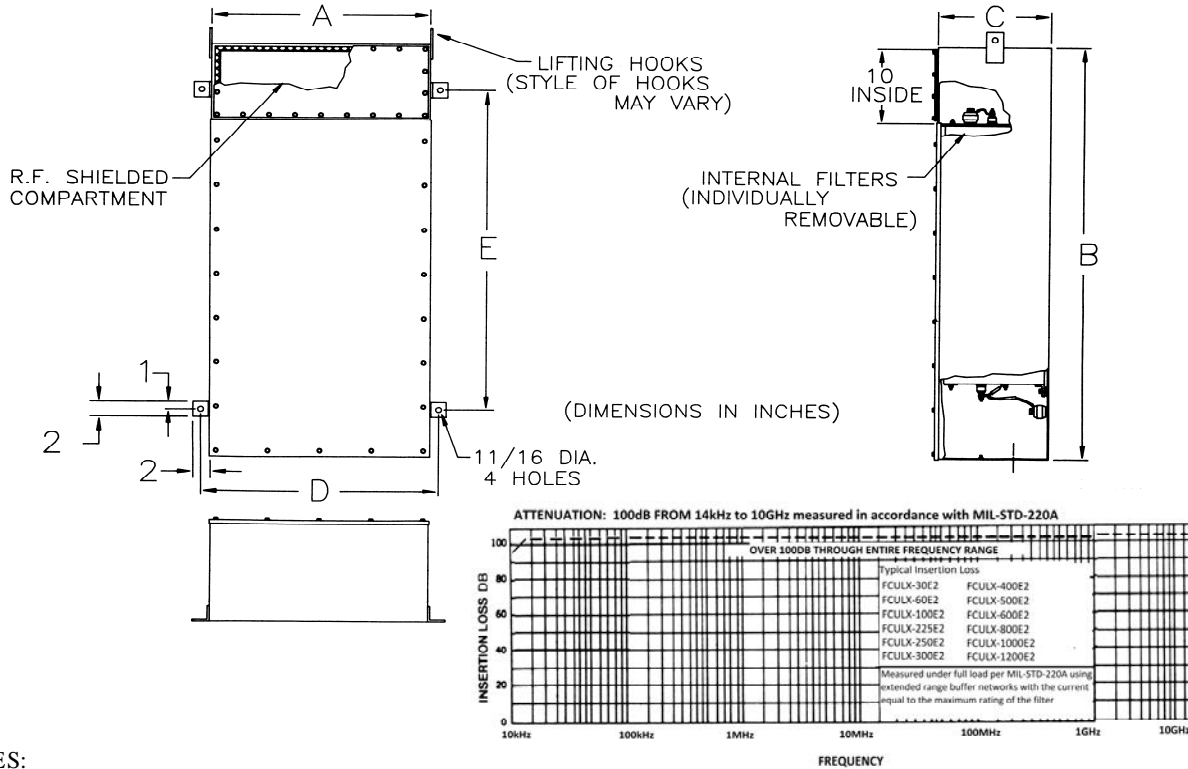 A
LIFTING HOOKS
(STYLE OF HOOKS
MAY VARY)
R.F. SHIELDED
COMPARTMENT
E
1
2
2
D
11/16 DIA.
4 HOLES
(DIMENSIONS IN INCHES)
C
10
INSIDE
INTERNAL FILTERS
(INDIVIDUALLY
REMOVABLE)
B
ATTENUATION: 100dB FROM 14kHz to 10GHz measured in accordance with MIL-STD-220A
OVER 100DB THROUGH ENTIRE FREQUENCY RANGE
Typical Insertion Loss
FCULX-30E2 FCULX-400E2
FCULX-60E2 FCULX-500E2
FCULX-100E2 FCULX-600E2
FCULX-225E2 FCULX-800E2
FCULX-250E2 FCULX-1000E2
FCULX-300E2 FCULX-1200E2
Measured under full load per MIL-STD-220A using
extended range buffer networks with the current
equal to the maximum rating of the filter
INSERTION LOSS DB
100
80
60
40
20
0
10kHz 100kHz 1MHz 10MHz 100MHz 1GHz 10GHz
FREQUENCY
ES: